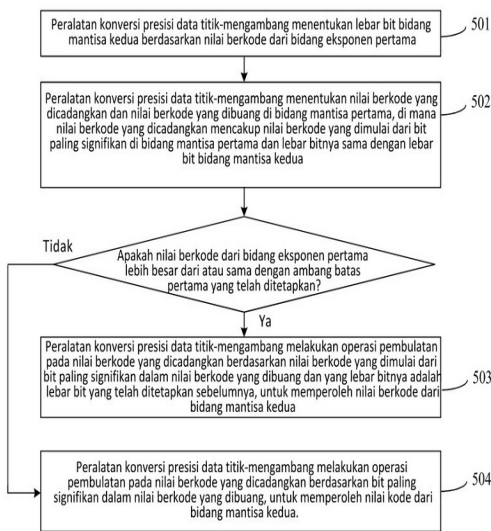 Peralatan konversi presisi data titik-mengambang menentukan lebar bit bidang
mantisa kedua berdasarkan nilai berkode dari bidang eksponen pertama
501
Peralatan konversi presisi data titik-mengambang menentukan nilai berkode yang
dicadangkan dan nilai berkode yang dibuang di bidang mantisa pertama, di mana
nilai berkode yang dicadangkan mencakup nilai berkode yang dimulai dari bit
paling signifikan di bidang mantisa pertama dan lebar bitnya sama dengan lebar
bit bidang mantisa kedua
502
Tidak
Apakah nilai berkode dari bidang eksponen pertama
lebih besar dari atau sama dengan ambang batas
pertama yang telah ditetapkan?
Ya
Peralatan konversi presisi data titik-mengambang melakukan operasi pembulatan
pada nilai berkode yang dicadangkan berdasarkan nilai berkode yang dimulai dari
bit paling signifikan dalam nilai berkode yang dibuang dan yang lebar bitnya adalah
lebar bit yang telah ditetapkan sebelumnya, untuk memperoleh nilai berkode dari
bidang mantisa kedua
503
Peralatan konversi presisi data titik-mengambang melakukan operasi
pembulatan pada nilai berkode yang dicadangkan berdasarkan bit paling
signifikan dalam nilai berkode yang dibuang, untuk memperoleh nilai kode dari
bidang mantisa kedua.
504